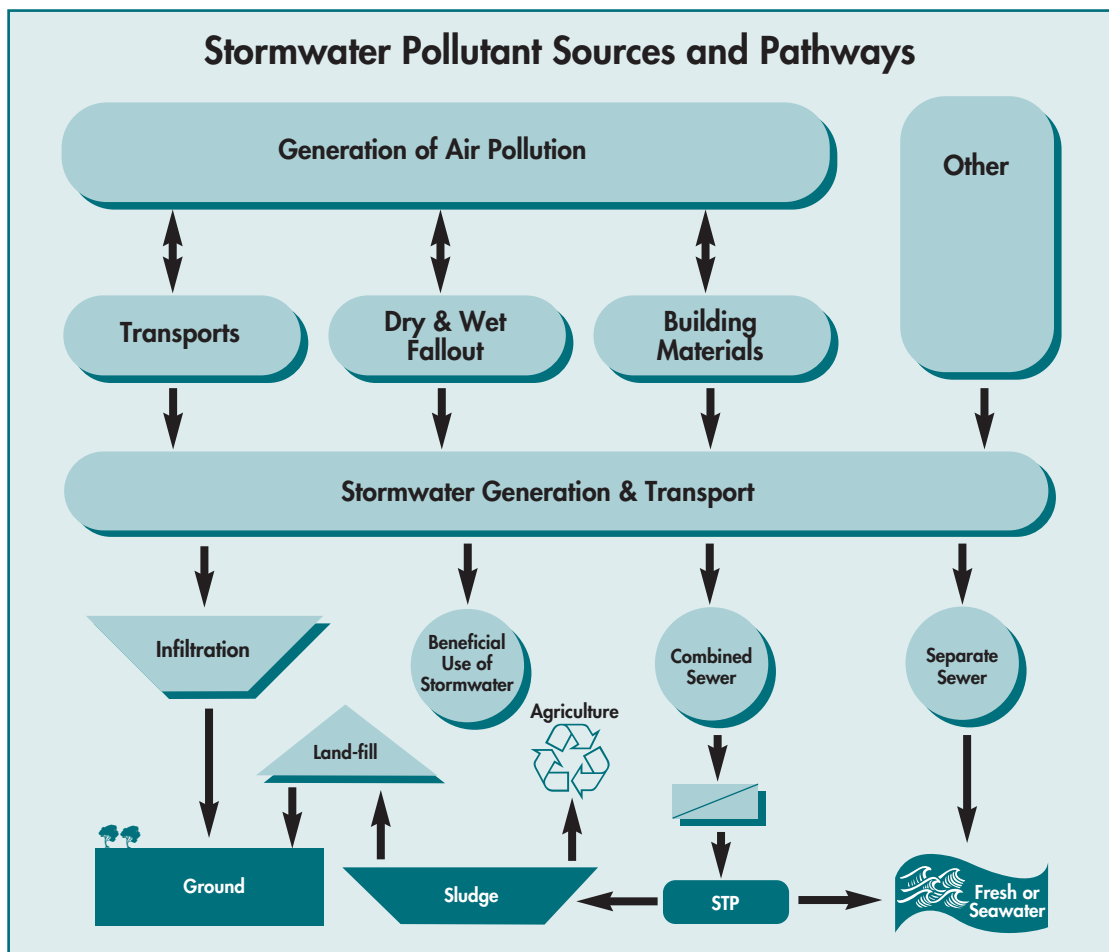 Stormwater Pollutant Sources and Pathways
Generation of Air Pollution
Other
Transports
Dry & Wet
Fallout
Building
Materials
Stormwater Generation & Transport
Infiltration
Beneficial
Use of
Stormwater
Combined
Sewer
Separate
Sewer
Agriculture
Land-fill
Ground
Sludge
STP
Fresh or
Seawater